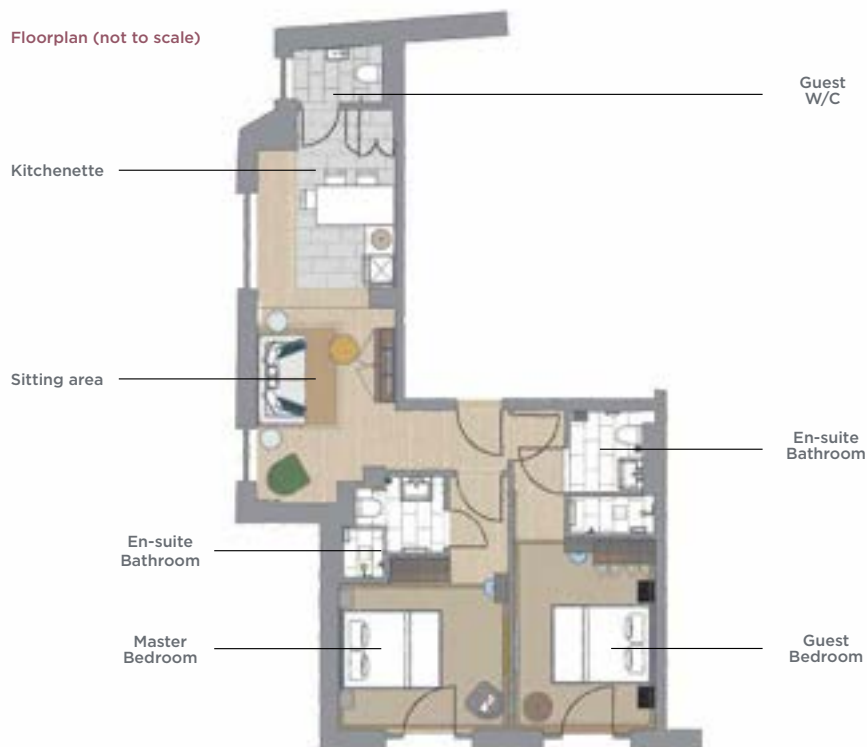 Floorplan (not to scale)
Guest
W/C
Kitchenette
Sitting area
En-suite
Bathroom
En-suite
Bathroom
Master
Bedroom
Guest
Bedroom